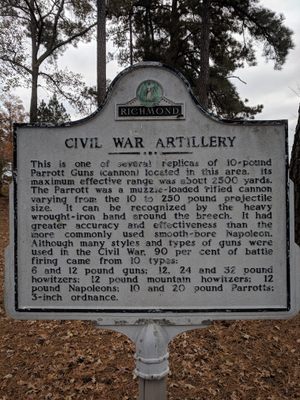 RICHMOND
CIVIL WAR ARTILLERY
This is one of several replicas of 10-pound
Parrott Guns (cannon) located in this area. Its
maximum effective range was about 2500 yards.
The Parrott was a muzzle-loaded rifled cannon
varying from the 10 to 250 pound projectile
size. It can be recognized by the heavy
wrought-iron band around the breech. It had
greater accuracy and effectiveness than the
more commonly used smooth-bore Napoleon.
Although many styles and types of guns were
used in the Civil War, 90 per cent of battle
firing came from 10 types:
6 and 12 pound guns; 12, 24 and 32 pound
howitzers; 12 pound mountain howitzers; 12
pound Napoleons; 10 and 20 pound Parrotts;
3-inch ordnance.